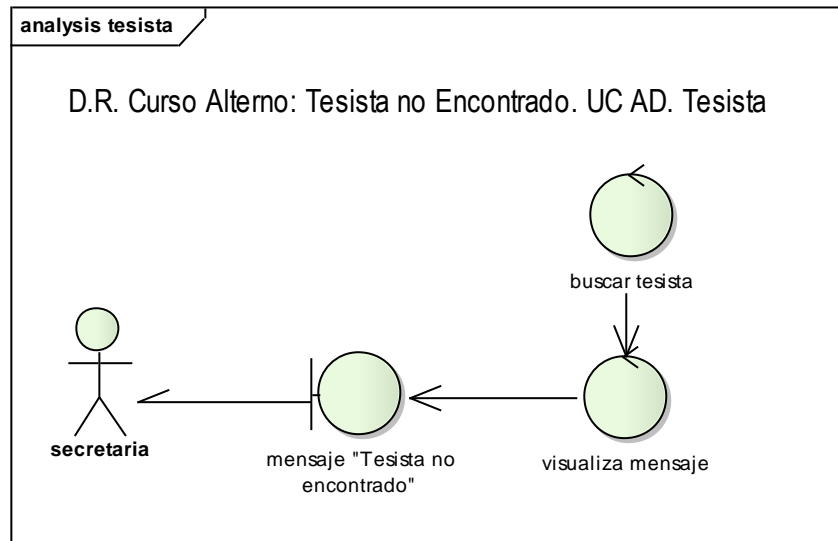 analysis tesista
D.R. Curso Alterno: Tesista no Encontrado. UC AD. Tesista
buscar tesista
secretaria
mensaje "Tesista no
encontrado"
visualiza mensaje